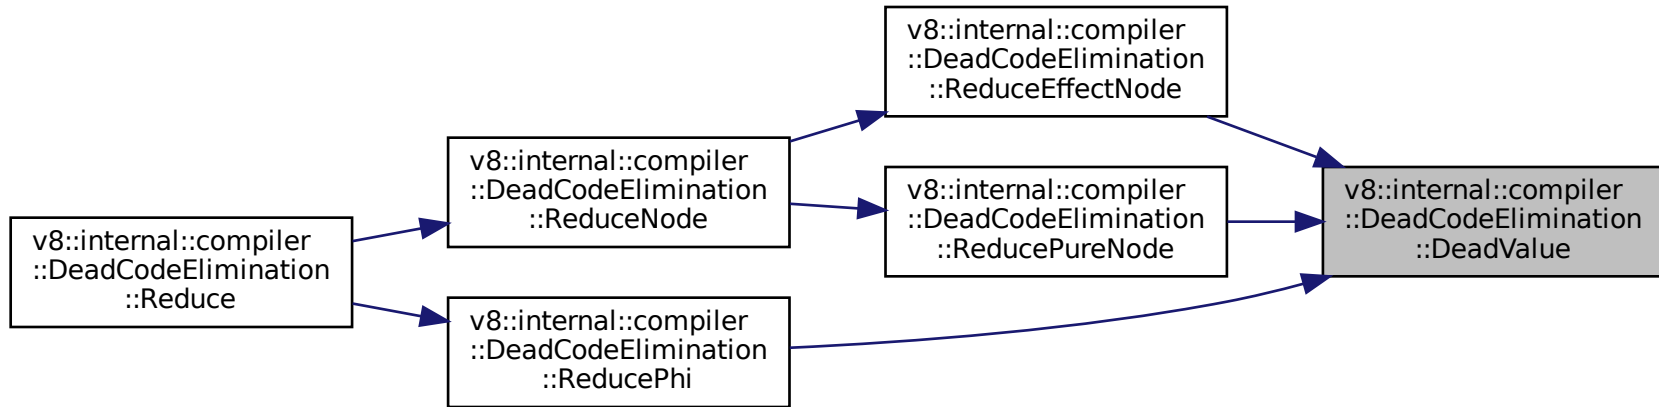 v8::internal::compiler
::DeadCodeElimination
::ReduceEffectNode
v8::internal::compiler
::DeadCodeElimination
::ReduceNode
v8::internal::compiler
::DeadCodeElimination
::ReducePureNode
v8::internal::compiler
::DeadCodeElimination
::DeadValue
v8::internal::compiler
::DeadCodeElimination
::Reduce
v8::internal::compiler
::DeadCodeElimination
::ReducePhi